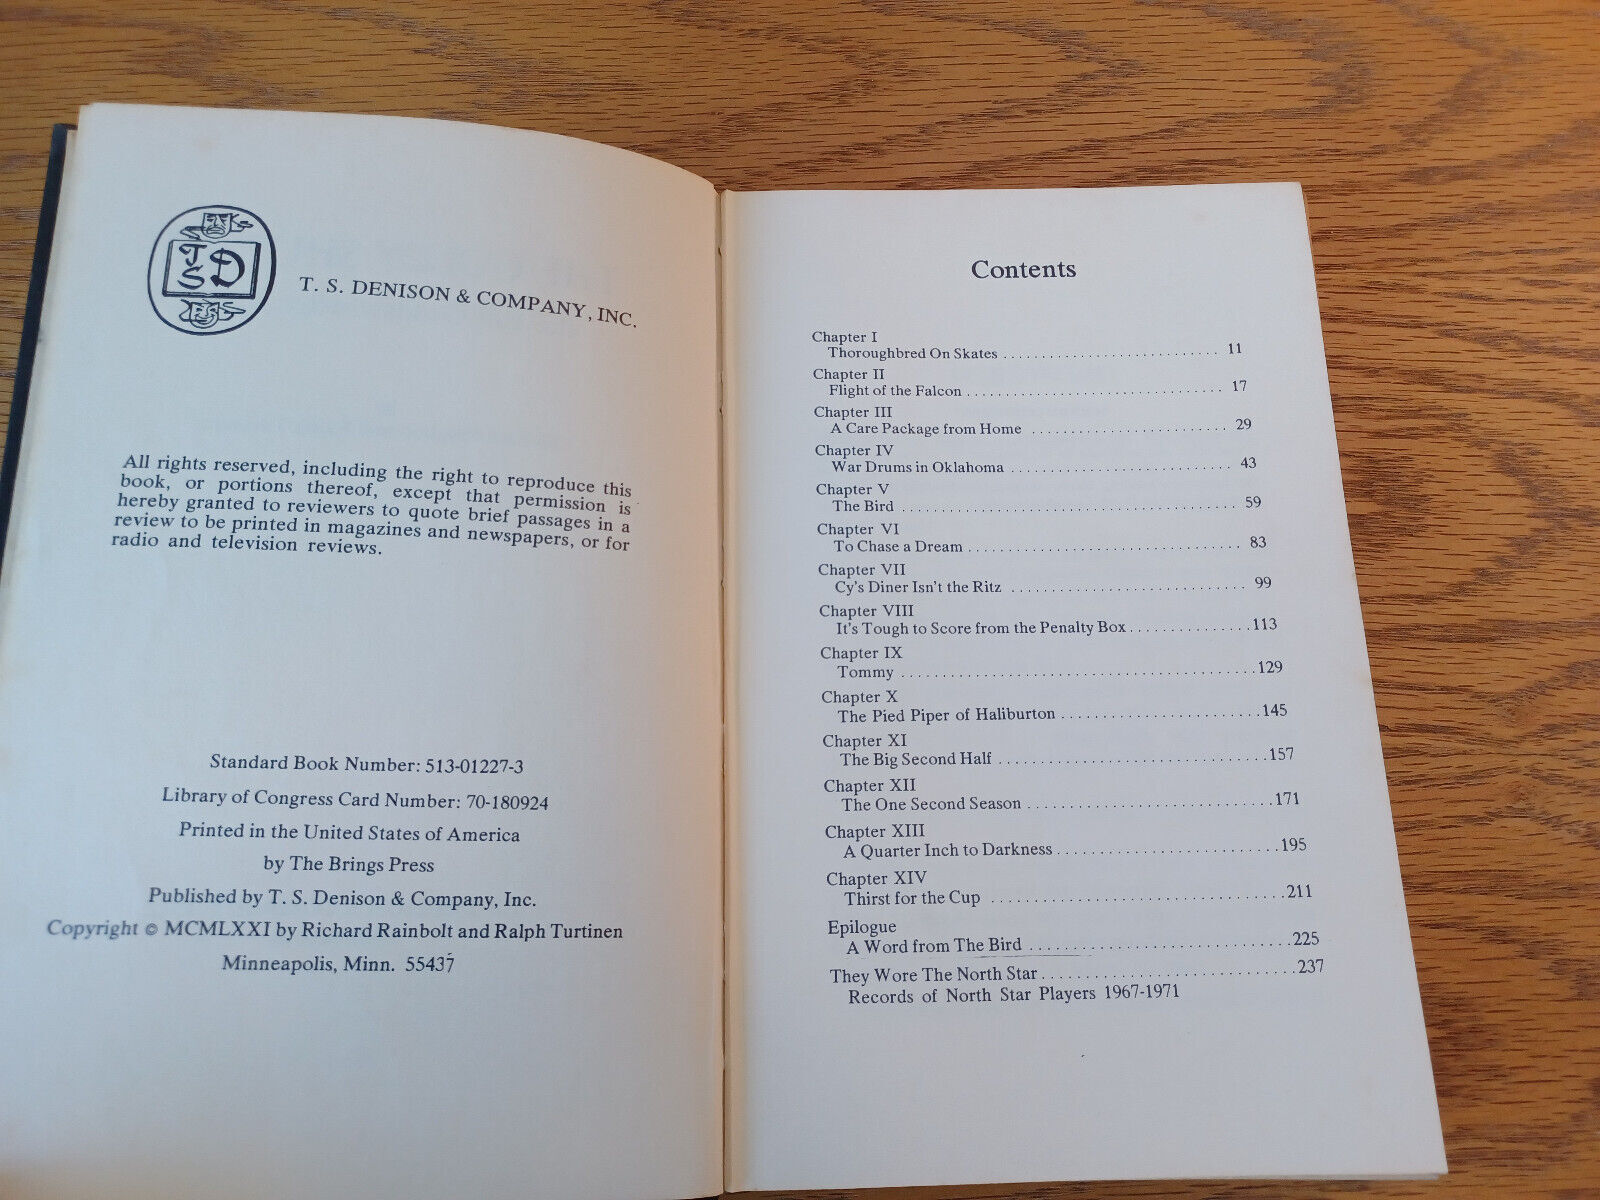 T
S D
T. S. DENISON & COMPANY, INC.
All rights reserved, including the right to reproduce this
book, or portions thereof, except that permission is
hereby granted to reviewers to quote brief passages in a
review to be printed in magazines and newspapers, or for
radio and television reviews.
Standard Book Number: 513-01227-3
Library of Congress Card Number: 70-180924
Printed in the United States of America
by The Brings Press
Published by T. S. Denison & Company, Inc.
Copyright © MCMLXXI by Richard Rainbolt and Ralph Turtinen
Minneapolis, Minn. 55437
Contents
Chapter I
Thoroughbred On Skates ............................ 11
Chapter II
Flight of the Falcon ................................. 17
Chapter III
A Care Package from Home ......................... 29
Chapter IV
War Drums in Oklahoma ............................ 43
Chapter V
The Bird .......................................... 59
Chapter VI
To Chase a Dream .................................. 83
Chapter VII
Cy's Diner Isn't the Ritz ............................. 99
Chapter VIII
It's Tough to Score from the Penalty Box ............... 113
Chapter IX
Tommy ........................................... 129
Chapter X
The Pied Piper of Haliburton ......................... 145
Chapter XI
The Big Second Half ................................. 157
Chapter XII
The One Second Season .............................. 171
Chapter XIII
A Quarter Inch to Darkness ........................... 195
Chapter XIV
Thirst for the Cup ................................... 211
Epilogue
A Word from The Bird ................................ 225
They Wore The North Star ............................... 237
Records of North Star Players 1967-1971